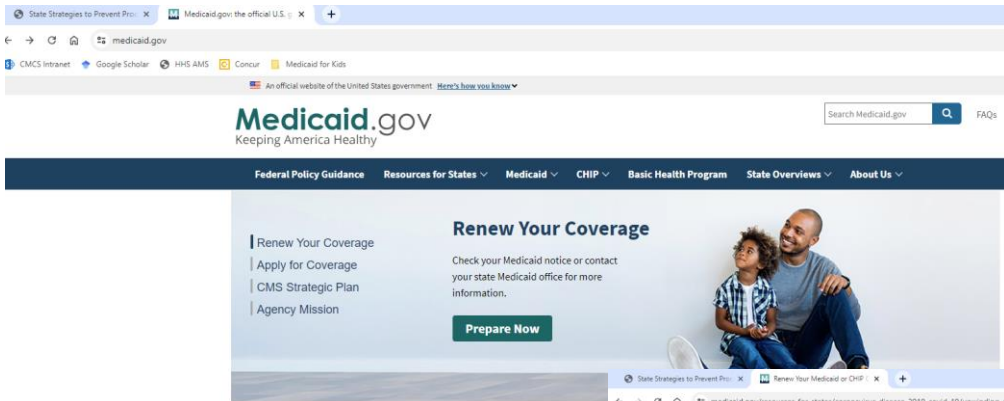 State Strategies to Prevent Proc
Medicaid.gov: the official U.S. g
medicaid.gov
CMCS Intranet Google Scholar HHS AMS Concur Medicaid for Kids
An official website of the United States government Here's how you know
Medicaid.gov
Keeping America Healthy
Search Medicaid.gov
FAQs
Federal Policy Guidance Resources for States Medicaid CHIP Basic Health Program State Overviews About Us
Renew Your Coverage
Apply for Coverage
CMS Strategic Plan
Agency Mission
Renew Your Coverage
Check your Medicaid notice or contact
your state Medicaid office for more
information.
Prepare Now
State Strategies to Prevent Proc
Renew Your Medicaid or CHIP